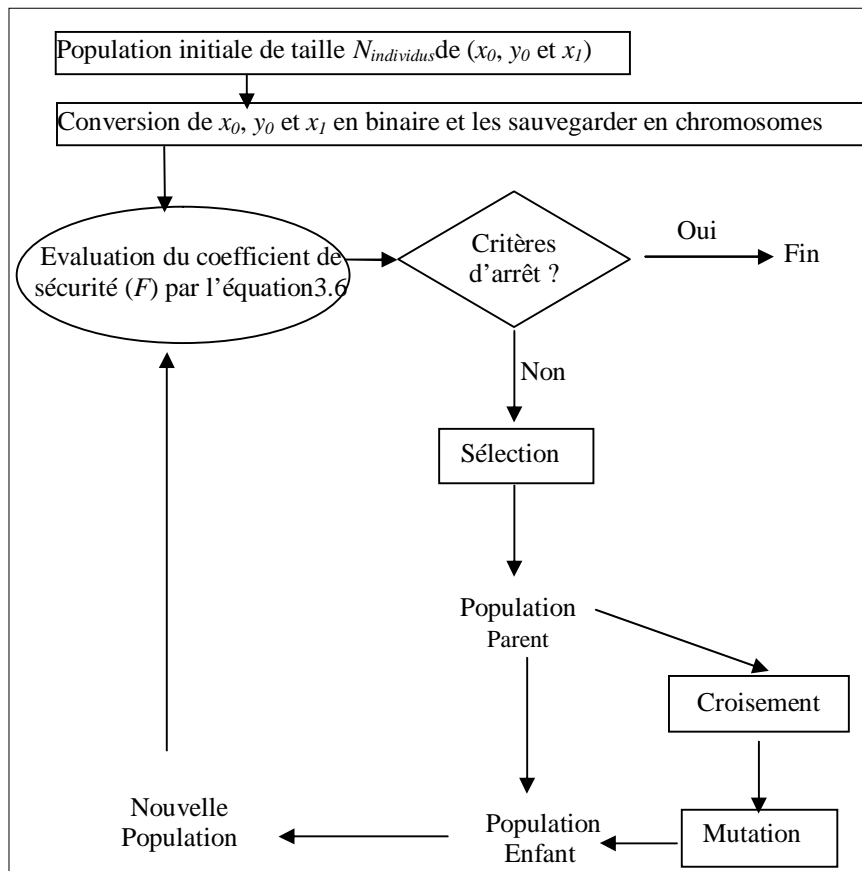 Population initiale de taille Nindividus de (x0, y0 et x1)
Conversion de x0, y0 et x1 en binaire et les sauvegarder en chromosomes
Evaluation du coefficient de
sécurité (F) par l’équation3.6
Critères
d’arrêt ?
Oui
Fin
Non
Sélection
Population
Parent
Croisement
Mutation
Population
Enfant
Nouvelle
Population